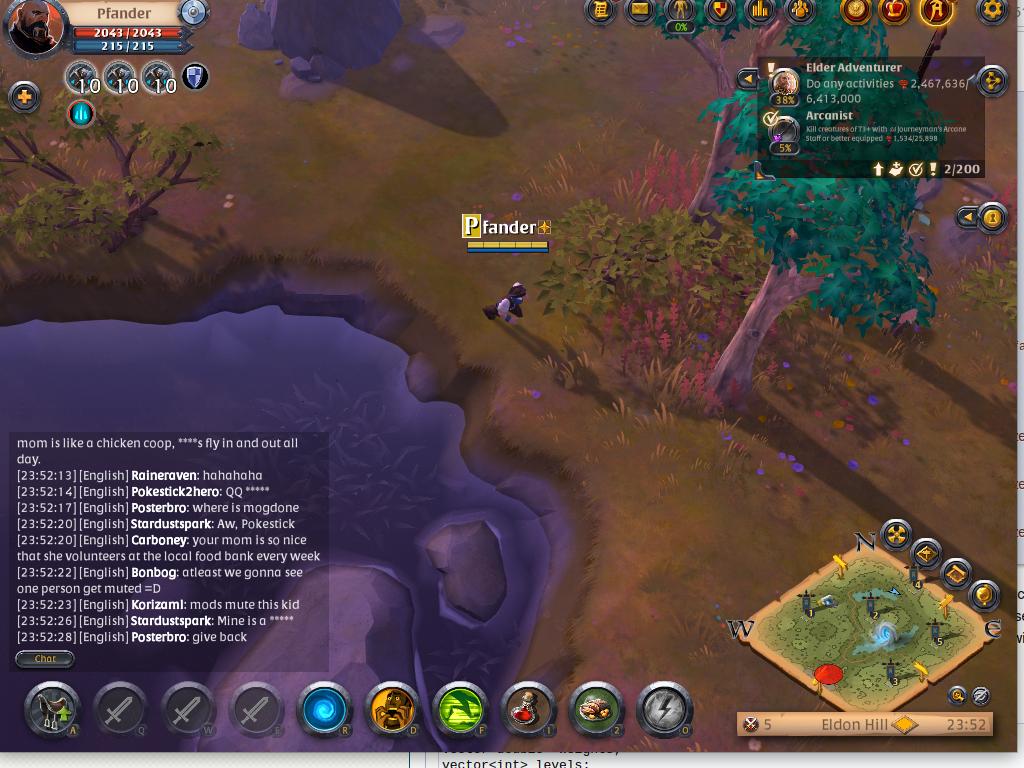 Pfander
2043 / 2043
215 / 215
10 10 10
0%
Elder Adventurer
Do any activities 2,467,636/
6,413,000
38%
Arcanist
Kill creatures of T3+ with Journeyman's Arcane
Staff or better equipped 1,534/25,898
5%
2/200
Pfander
mom is like a chicken coop, ****s fly in and out all
day.
[23:52:13] [English] Raineraven: hahahaha
[23:52:14] [English] Pokestick2hero: QQ *****
[23:52:17] [English] Posterbro: where is mogdone
[23:52:20] [English] Stardustspark: Aw, Pokestick
[23:52:20] [English] Carboney: your mom is so nice
that she volunteers at the local food bank every week
[23:52:22] [English] Bonbog: atleast we gonna see
one person get muted =D
[23:52:23] [English] Korizaml: mods mute this kid
[23:52:26] [English] Stardustspark: Mine is a *****
[23:52:28] [English] Posterbro: give back
Chat
N
W
E
1
2
3
4
5
A Q W E R D F 1 2 O
5 Eldon Hill 23:52
vector<int> levels;